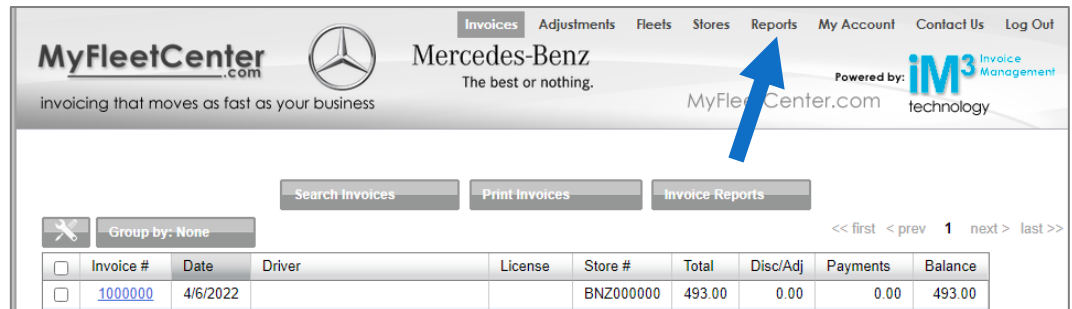 Invoices Adjustments Fleets Stores Reports My Account Contact Us Log Out
MyFleetCenter
.com
invoicing that moves as fast as your business
Mercedes-Benz
The best or nothing.
MyFleetCenter.com
Powered by:
iM3 Invoice Management
technology
Search Invoices Print Invoices Invoice Reports
Group by: None
<< first < prev 1 next > last >>
Invoice # Date Driver License Store # Total Disc/Adj Payments Balance
1000000 4/6/2022 BNZ000000 493.00 0.00 0.00 493.00